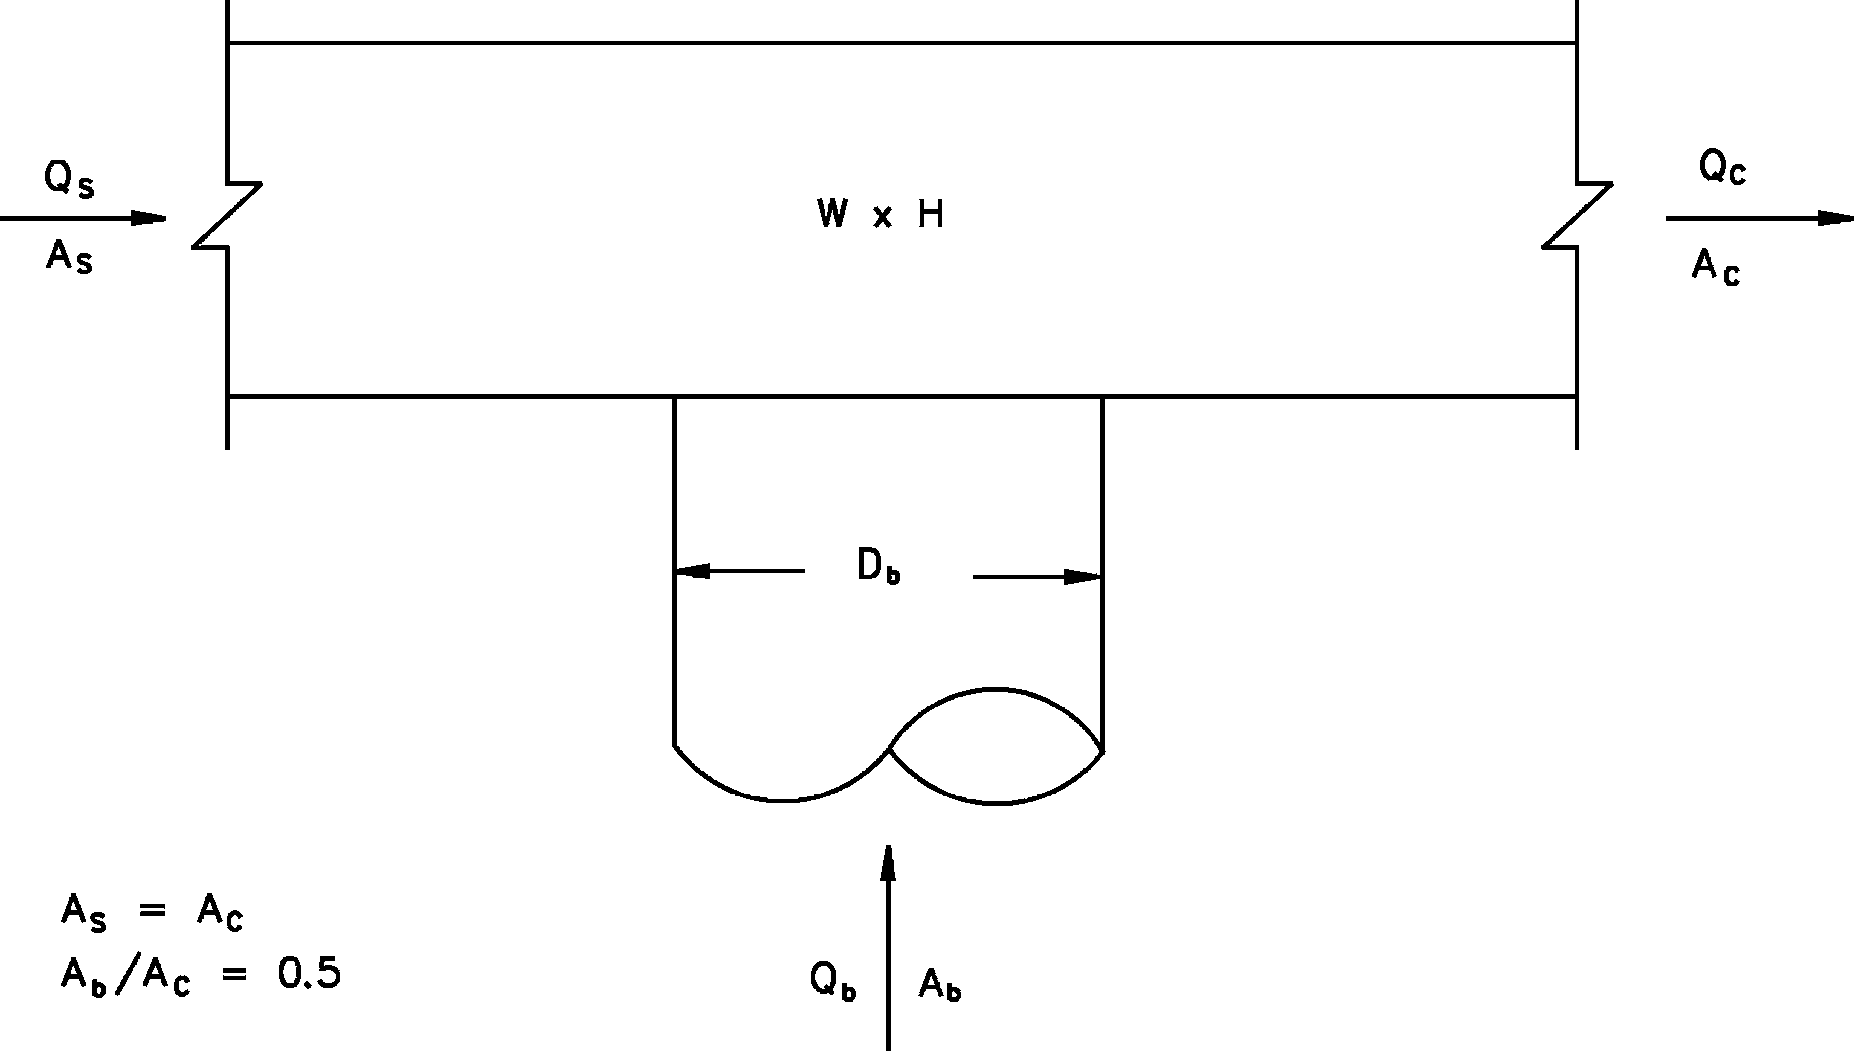 Qs
As
W x H
Qc
Ac
Db
As = Ac
Ab/Ac = 0.5
Qb
Ab